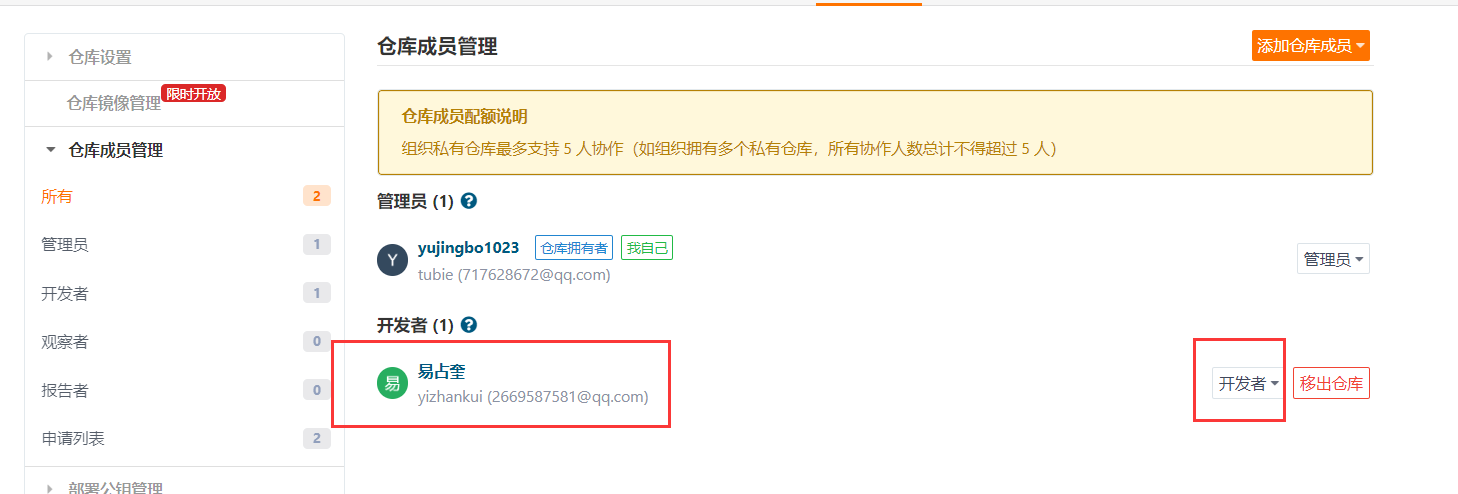 仓库设置
仓库镜像管理 限时开放
仓库成员管理
所有 2
管理员 1
开发者 1
观察者 0
报告者 0
申请列表 2
部署公钥管理
仓库成员管理
添加仓库成员
仓库成员配额说明
组织私有仓库最多支持 5 人协作（如组织拥有多个私有仓库，所有协作人数总计不得超过 5 人）
管理员 (1) ?
Y
yujingbo1023 仓库拥有者 我自己
tubie (717628672@qq.com)
管理员
开发者 (1) ?
易
易占奎
yizhankui (2669587581@qq.com)
开发者 移出仓库